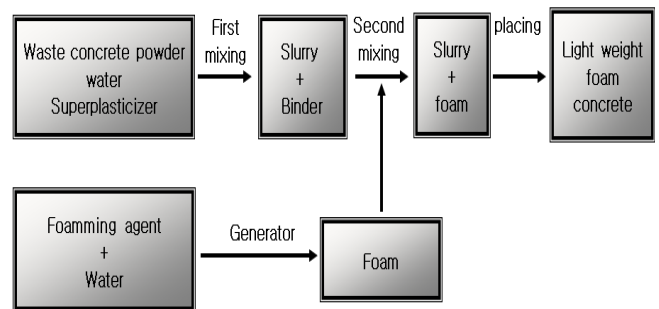 Waste concrete powder
water
Superplasticizer
First
mixing
Slurry
+
Binder
Second
mixing
Slurry
+
foam
placing
Light weight
foam
concrete
Foamming agent
+
Water
Generator
Foam